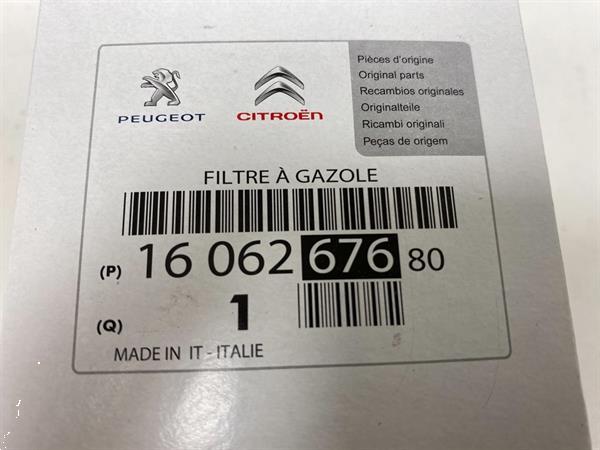 PEUGEOT
CITROËN
Pièces d'origine
Original parts
Recambios originales
Originalteile
Ricambi originali
Peças de origem
FILTRE À GAZOLE
(P) 16 062 676 80
(Q) 1
MADE IN IT - ITALIE